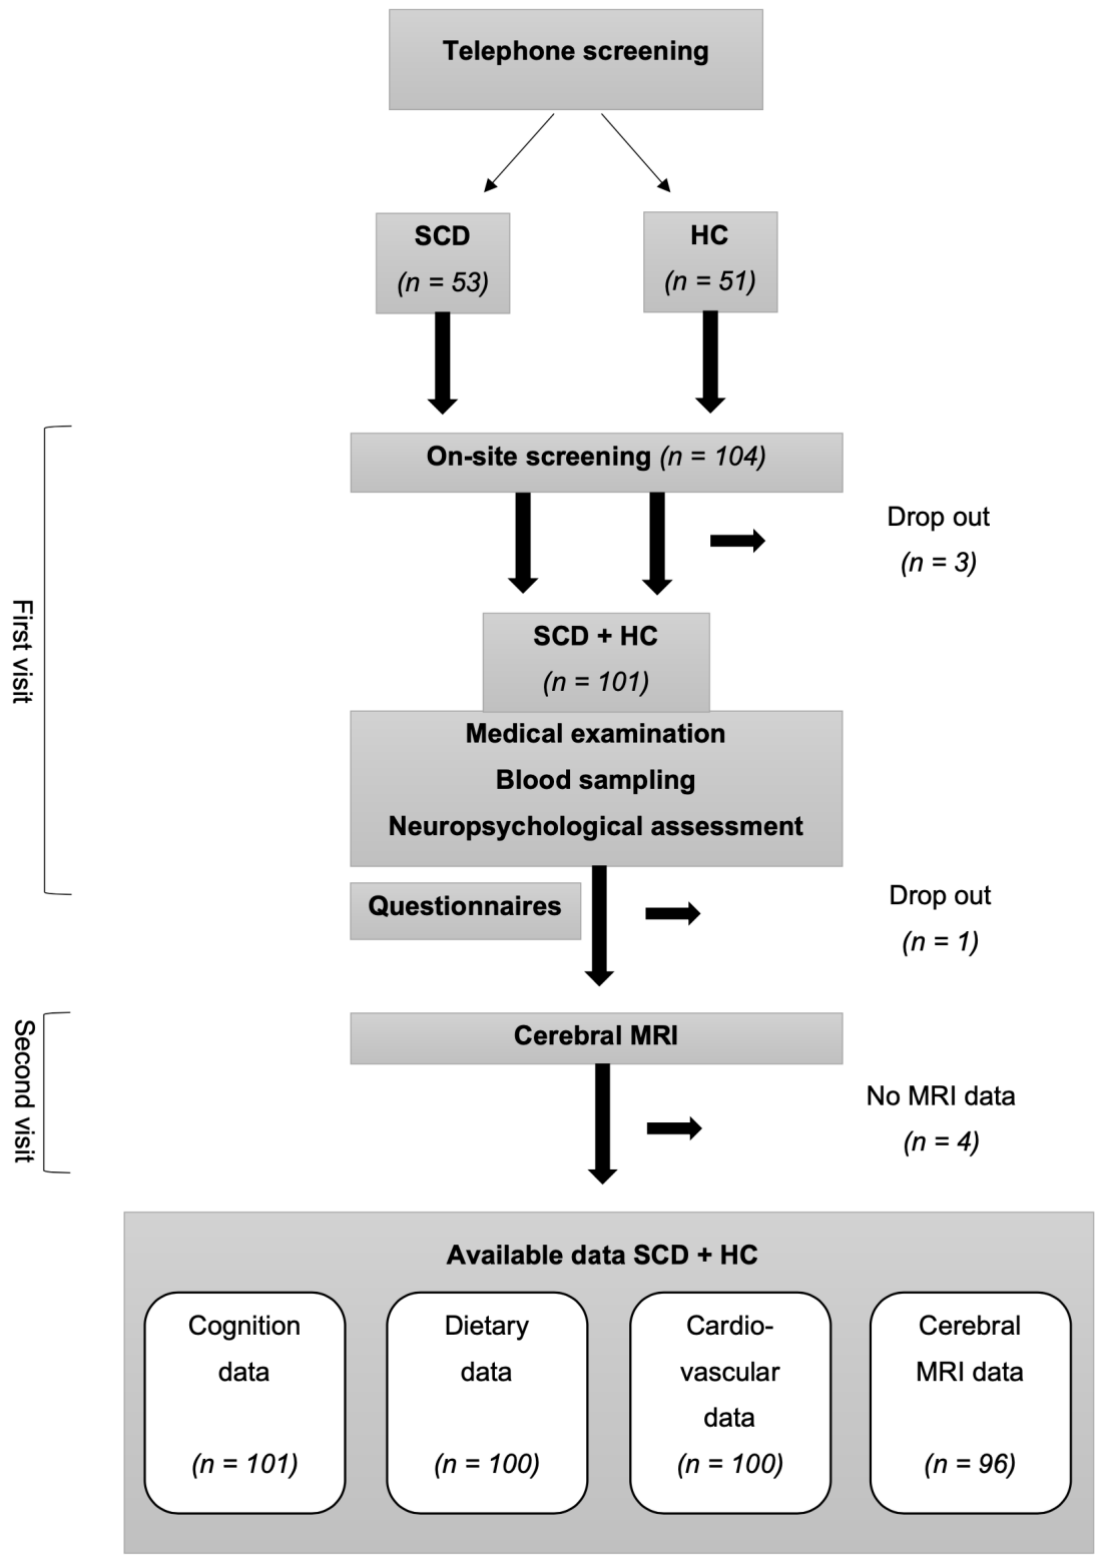 Telephone screening
SCD
(n = 53)
HC
(n = 51)
On-site screening (n = 104)
Drop out
(n = 3)
First visit
SCD + HC
(n = 101)
Medical examination
Blood sampling
Neuropsychological assessment
Questionnaires
Drop out
(n = 1)
Second visit
Cerebral MRI
No MRI data
(n = 4)
Available data SCD + HC
Cognition
data
(n = 101)
Dietary
data
(n = 100)
Cardio-
vascular
data
(n = 100)
Cerebral
MRI data
(n = 96)